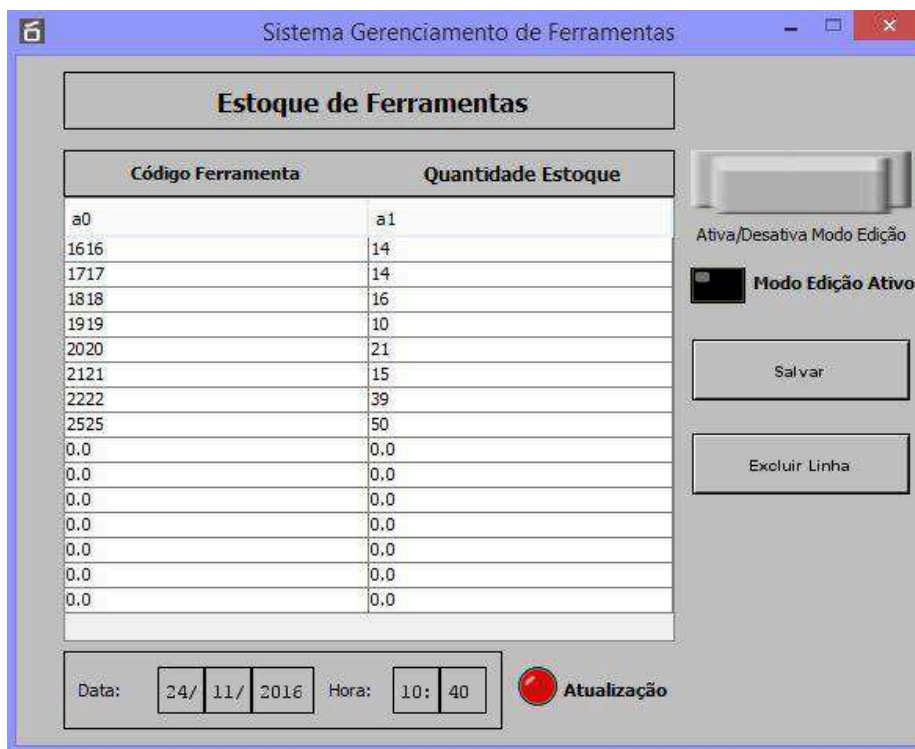 Sistema Gerenciamento de Ferramentas
Estoque de Ferramentas
Código Ferramenta Quantidade Estoque
a0 a1
1616 14
1717 14
1818 16
1919 10
2020 21
2121 15
2222 39
2525 50
0.0 0.0
0.0 0.0
0.0 0.0
0.0 0.0
0.0 0.0
0.0 0.0
0.0 0.0
Ativa/Desativa Modo Edição
Modo Edição Ativo
Salvar
Excluir Linha
Data: 24/ 11/ 2016 Hora: 10: 40
Atualização